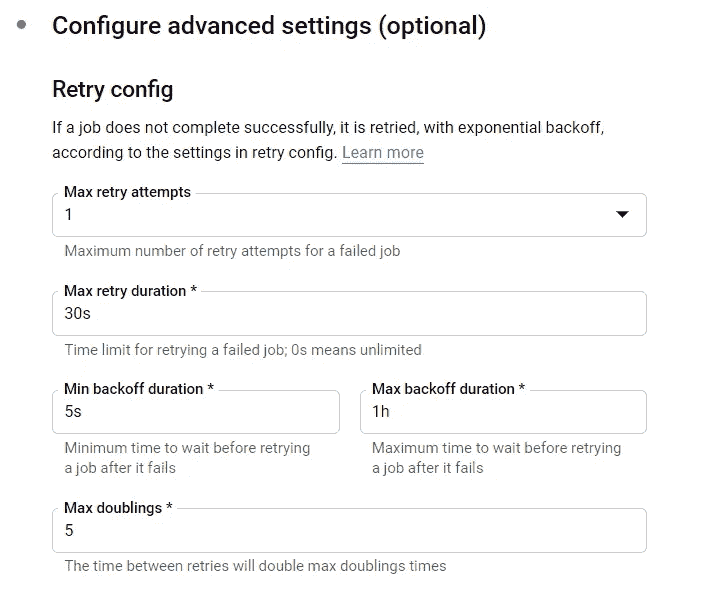 Configure advanced settings (optional)
Retry config
If a job does not complete successfully, it is retried, with exponential backoff,
according to the settings in retry config. Learn more
Max retry attempts
1
Maximum number of retry attempts for a failed job
Max retry duration *
30s
Time limit for retrying a failed job; 0s means unlimited
Min backoff duration *
5s
Minimum time to wait before retrying
a job after it fails
Max backoff duration *
1h
Maximum time to wait before retrying
a job after it fails
Max doublings *
5
The time between retries will double max doublings times